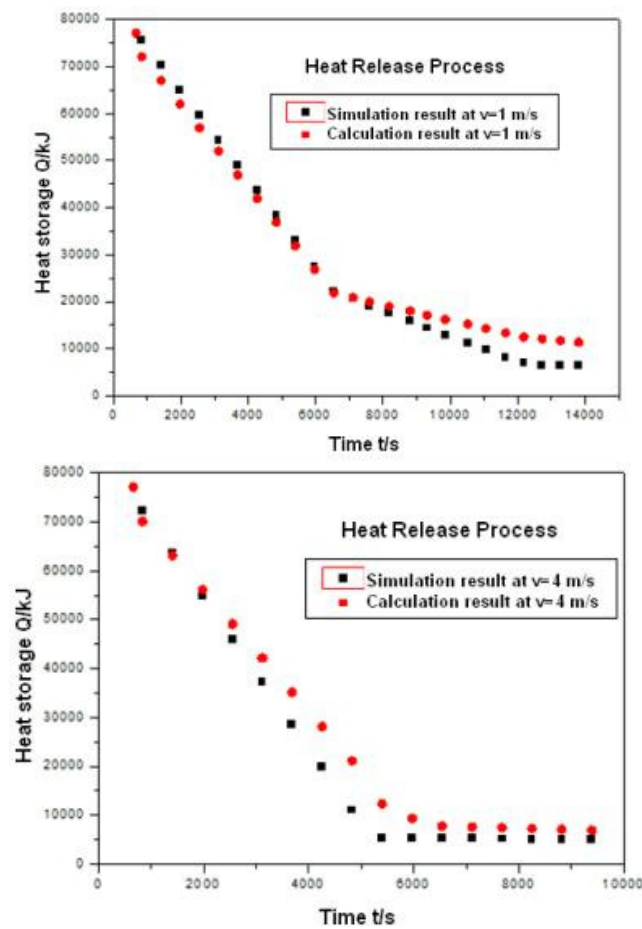 80000
70000
60000
50000
40000
30000
20000
10000
0
Heat storage Q/kJ
Heat Release Process
Simulation result at v=1 m/s
Calculation result at v=1 m/s
0 2000 4000 6000 8000 10000 12000 14000
Time t/s
80000
70000
60000
50000
40000
30000
20000
10000
0
Heat storage Q/kJ
Heat Release Process
Simulation result at v=4 m/s
Calculation result at v=4 m/s
0 2000 4000 6000 8000 10000
Time t/s